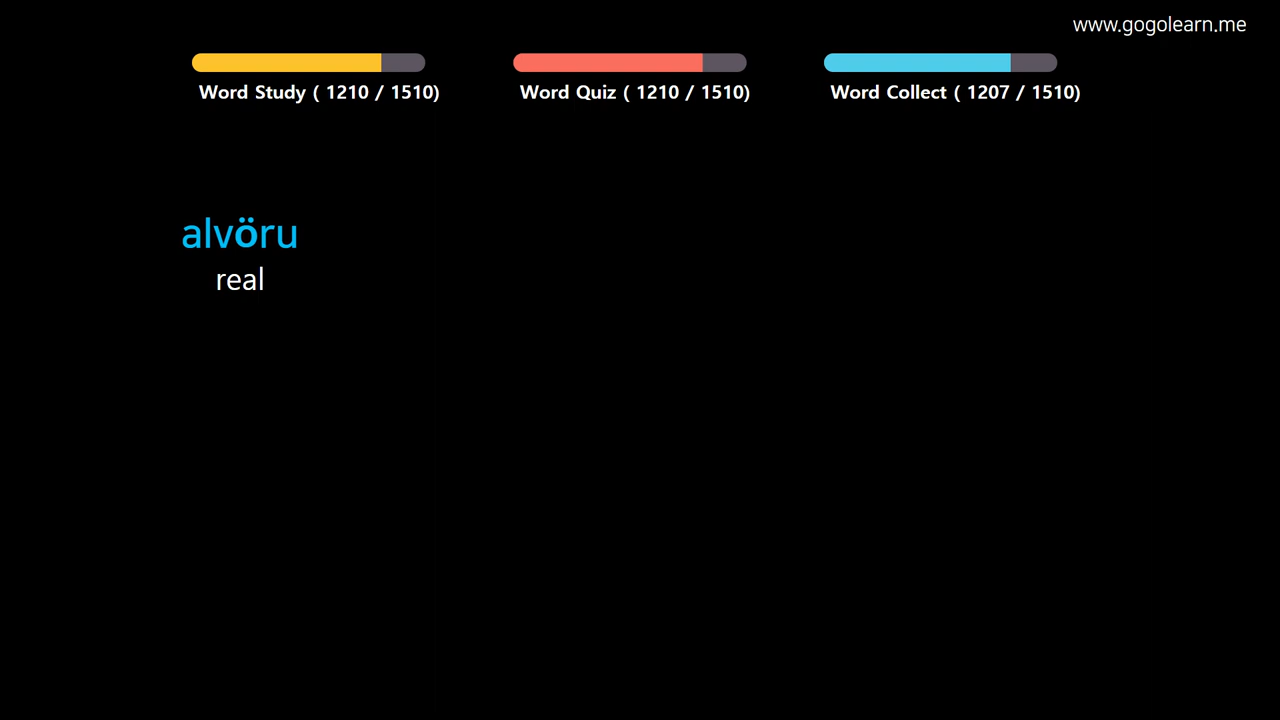 www.gogolearn.me
Word Study ( 1210 / 1510)
Word Quiz ( 1210 / 1510)
Word Collect ( 1207 / 1510)
alvöru
real